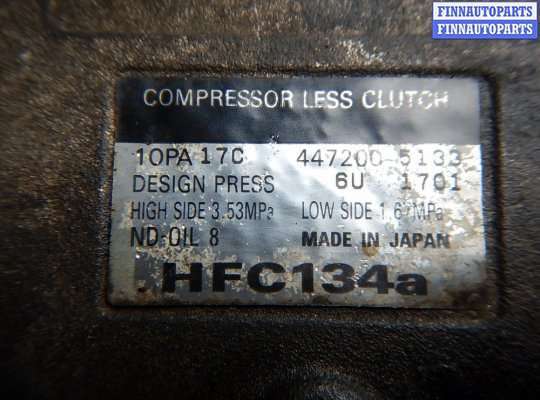 FINNAUTOPARTS
FINNAUTOPARTS
COMPRESSOR LESS CLUTCH
10PA17C 447200-5133
DESIGN PRESS 6U 1701
HIGH SIDE 3.53MPa LOW SIDE 1.67MPa
ND-OIL 8 MADE IN JAPAN
HFC134a